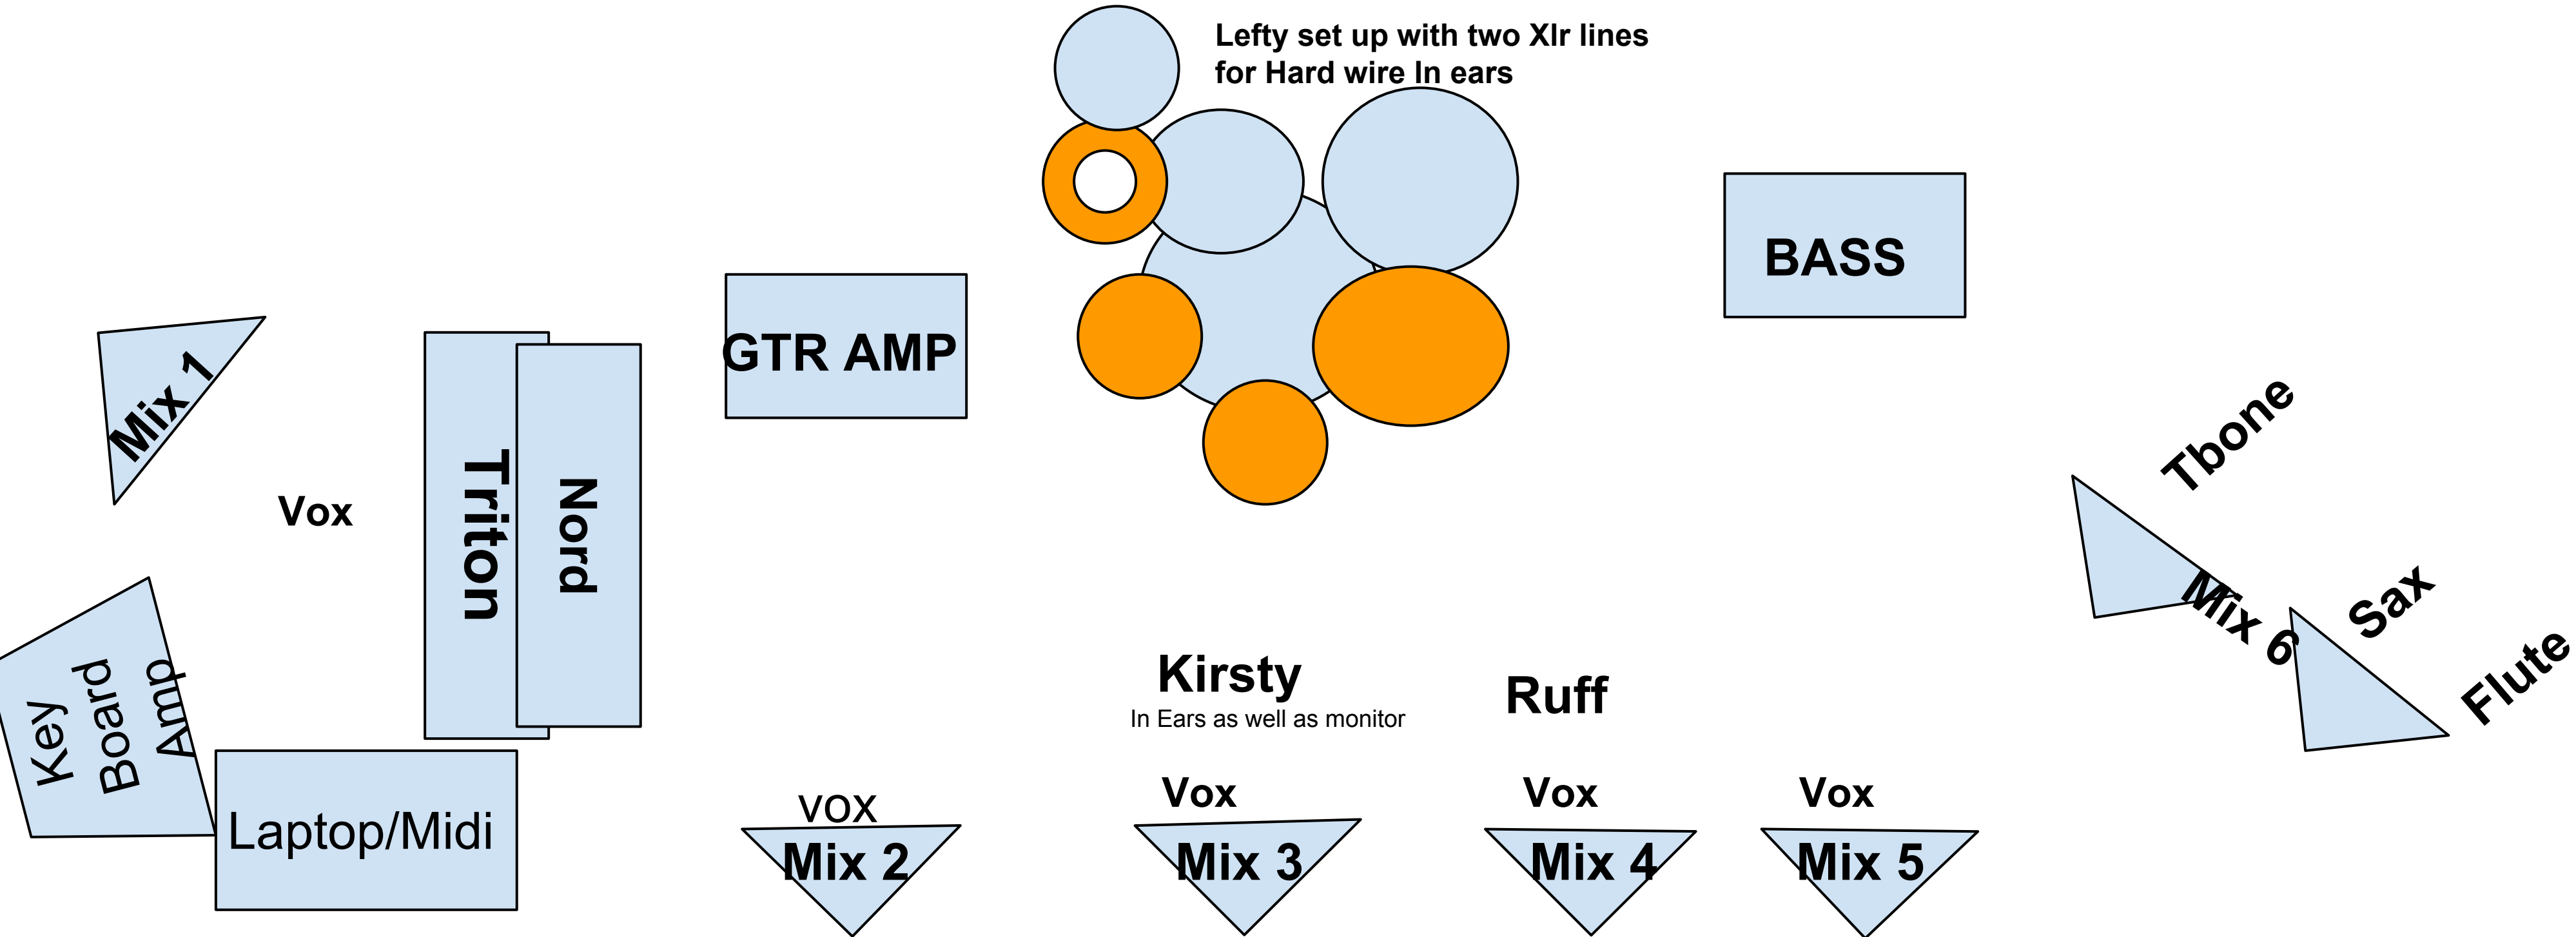 Lefty set up with two Xlr lines
for Hard wire In ears
BASS
GTR AMP
Mix 1
Vox
Triton
Nord
Tbone
Mix 6
Sax
Flute
Key
Board
Amp
Laptop/Midi
Kirsty
In Ears as well as monitor
Ruff
vox
Mix 2
Vox
Mix 3
Vox
Mix 4
Vox
Mix 5